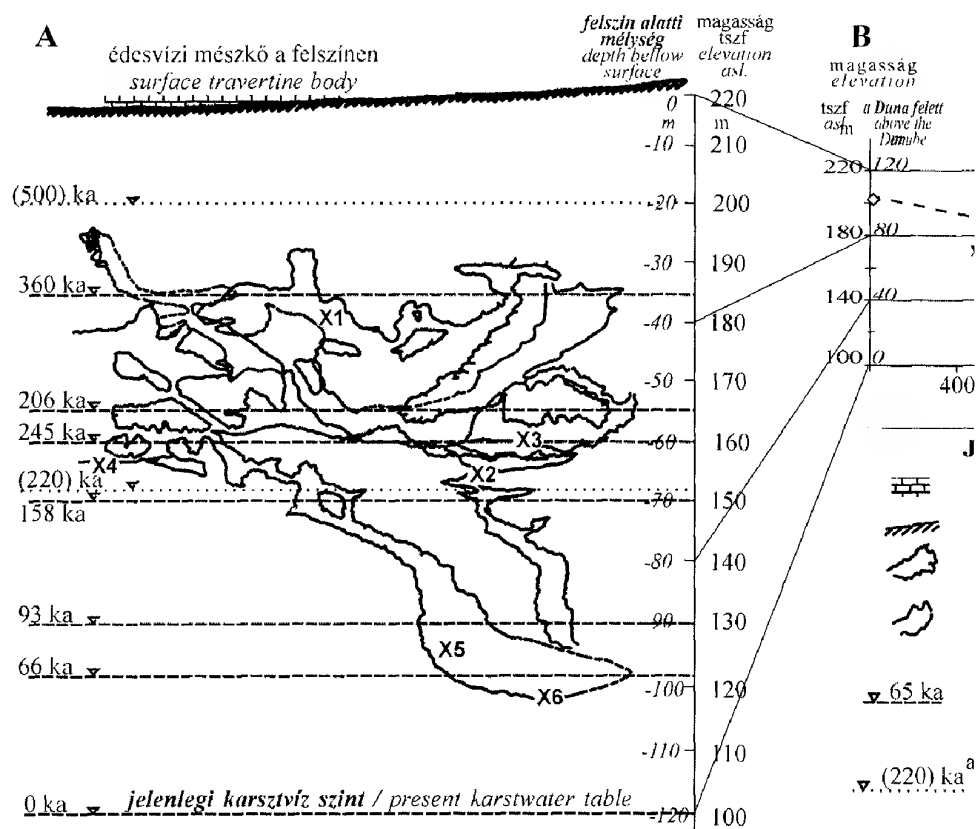 A
édesvízi mészkő a felszínen
surface travertine body
felszín alatti
mélység
depth bellow
surface
magasság
tszf
elevation
asl.
0
m
-10
-20
-30
-40
-50
-60
-70
-80
-90
-100
-110
-120
220
m
210
200
190
180
170
160
150
140
130
120
110
100
(500) ka
360 ka
206 ka
245 ka
(220) ka
158 ka
93 ka
66 ka
0 ka
X1
X3
X4
X2
X5
X6
jelenlegi karsztvíz szint / present karstwater table
B
magasság
elevation
tszf
asl.
m
a Duna felett
above the
m
Danube
220 120
180 80
140 40
100 0
400
J
65 ka
(220) ka a